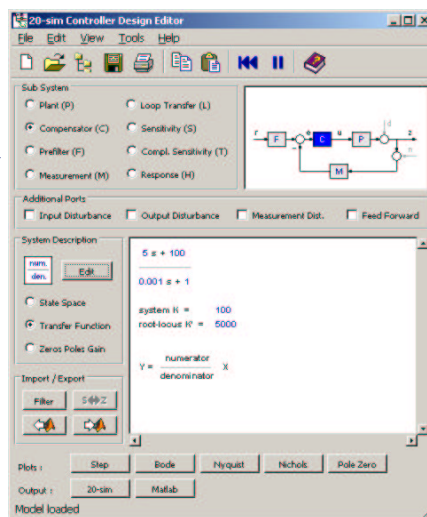 20-sim Controller Design Editor
File Edit View Tools Help
Sub System
Plant (P)
Loop Transfer (L)
Compensator (C)
Sensitivity (S)
Prefilter (F)
Compl. Sensitivity (T)
Measurement (M)
Response (H)
r F e C u P d z
M n
Additional Ports
Input Disturbance
Output Disturbance
Measurement Dist.
Feed Forward
System Description
num.
den.
Edit
State Space
Transfer Function
Zeros Poles Gain
5 s + 100
0.001 s + 1
system K = 100
root-locus K' = 5000
Y = numerator X
denominator
Import / Export
Filter
S<=>Z
Plots :
Step
Bode
Nyquist
Nichols
Pole Zero
Output :
20-sim
Matlab
Model loaded